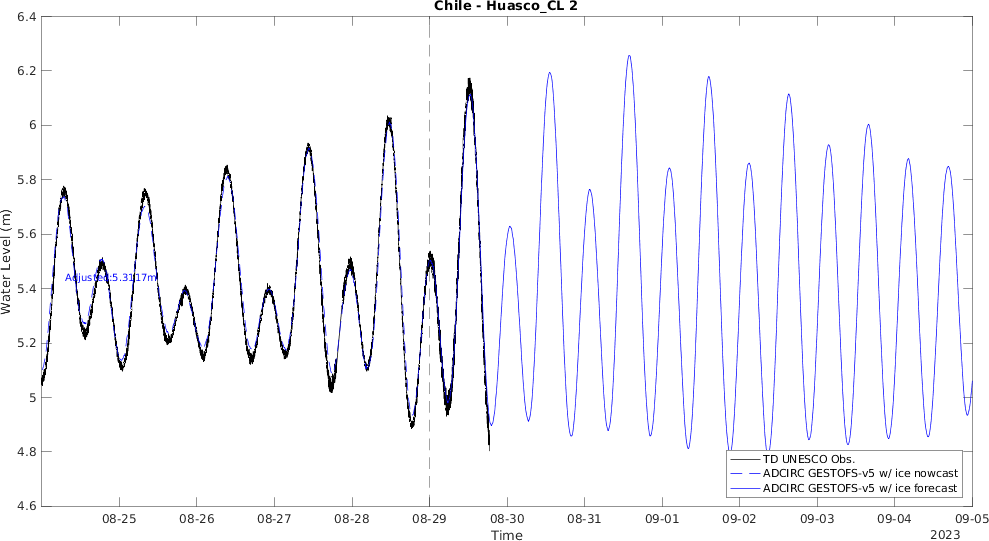 Chile - Huasco_CL 2
6.4
6.2
6
5.8
5.6
5.4
5.2
5
4.8
4.6
Water Level (m)
Adjusted:5.3117m
TD UNESCO Obs.
ADCIRC GESTOFS-v5 w/ ice nowcast
ADCIRC GESTOFS-v5 w/ ice forecast
08-25 08-26 08-27 08-28 08-29 08-30 08-31 09-01 09-02 09-03 09-04 09-05
Time
2023